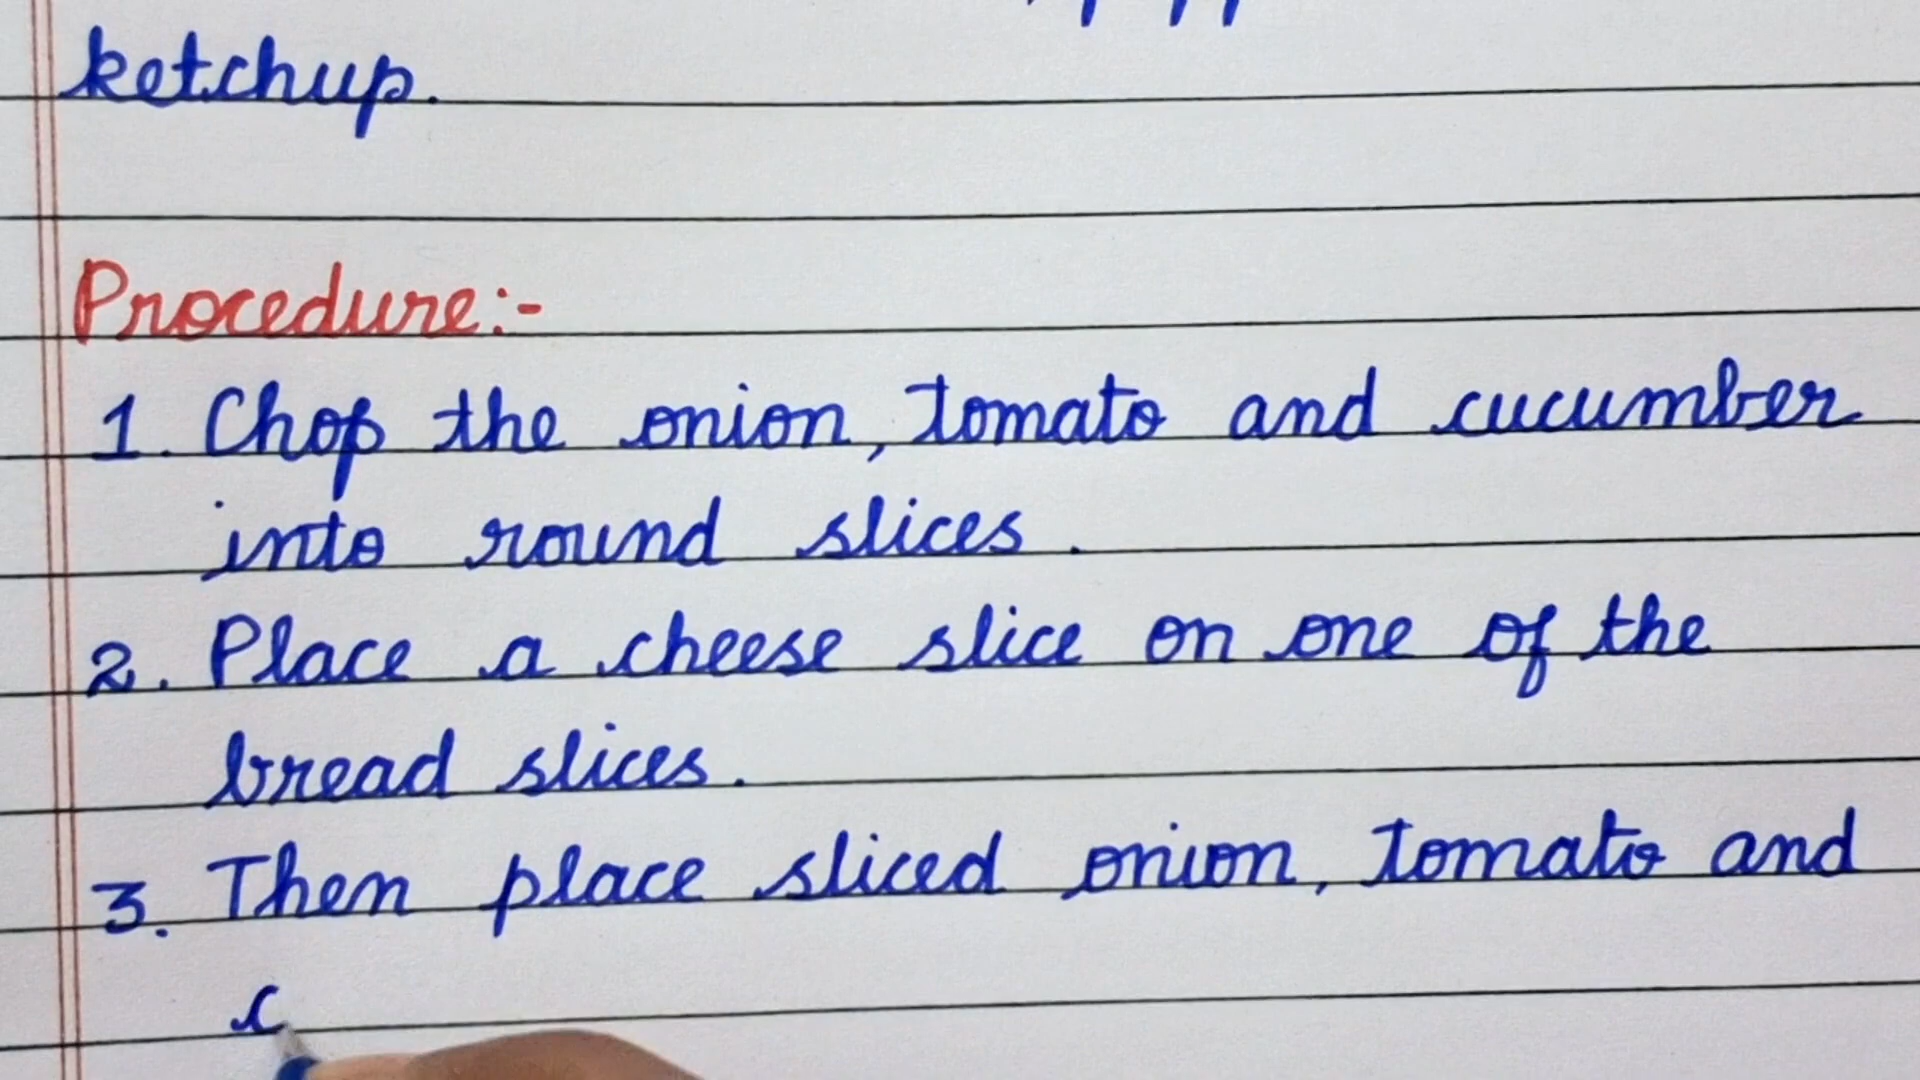 ketchup.
Procedure:-
1. Chop the onion, tomato and cucumber
into round slices.
2. Place a cheese slice on one of the
bread slices.
3. Then place sliced onion, tomato and
c